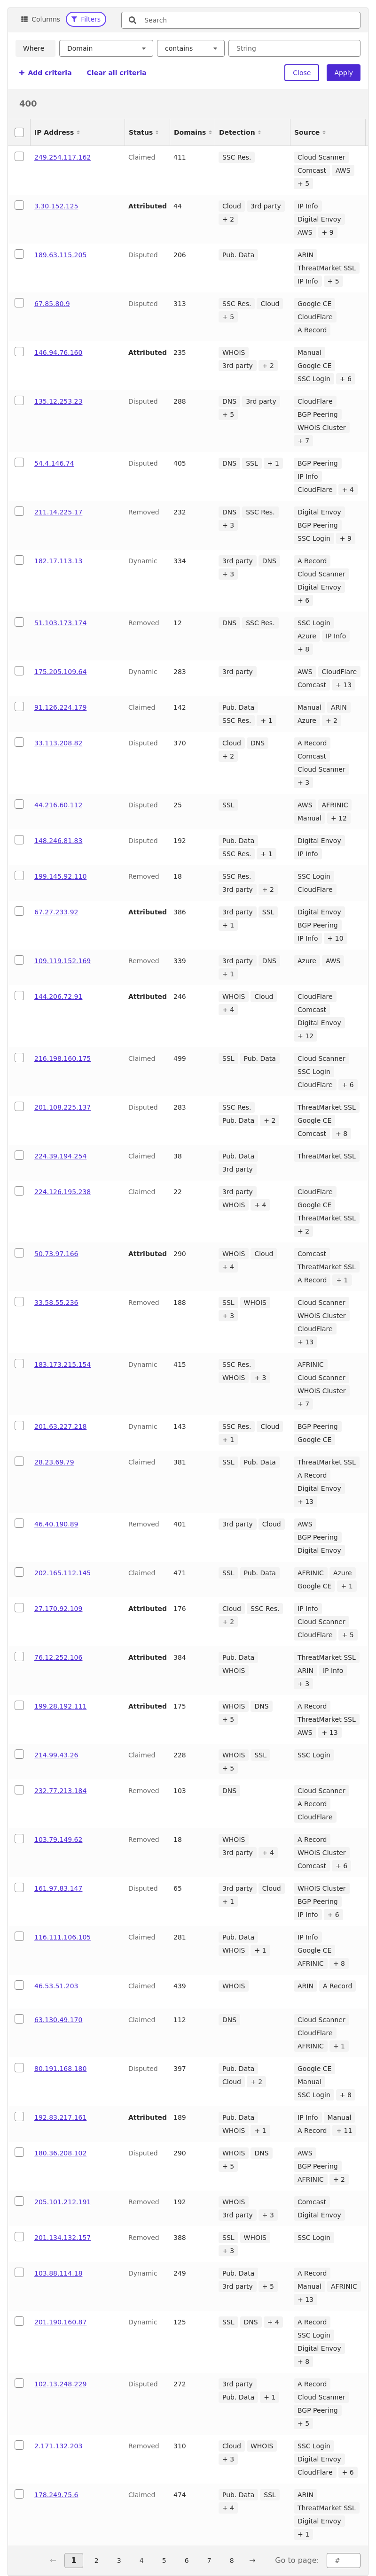 Columns Filters Search
Where Domain contains String
+ Add criteria Clear all criteria Close Apply
400
IP Address Status Domains Detection Source
249.254.117.162 Claimed 411 SSC Res. Cloud Scanner
Comcast AWS
+ 5
3.30.152.125 Attributed 44 Cloud 3rd party IP Info
+ 2 Digital Envoy
AWS + 9
189.63.115.205 Disputed 206 Pub. Data ARIN
ThreatMarket SSL
IP Info + 5
67.85.80.9 Disputed 313 SSC Res. Cloud Google CE
+ 5 CloudFlare
A Record
146.94.76.160 Attributed 235 WHOIS Manual
3rd party + 2 Google CE
SSC Login + 6
135.12.253.23 Disputed 288 DNS 3rd party CloudFlare
+ 5 BGP Peering
WHOIS Cluster
+ 7
54.4.146.74 Disputed 405 DNS SSL + 1 BGP Peering
IP Info
CloudFlare + 4
211.14.225.17 Removed 232 DNS SSC Res. Digital Envoy
+ 3 BGP Peering
SSC Login + 9
182.17.113.13 Dynamic 334 3rd party DNS A Record
+ 3 Cloud Scanner
Digital Envoy
+ 6
51.103.173.174 Removed 12 DNS SSC Res. SSC Login
Azure IP Info
+ 8
175.205.109.64 Dynamic 283 3rd party AWS CloudFlare
Comcast + 13
91.126.224.179 Claimed 142 Pub. Data Manual ARIN
SSC Res. + 1 Azure + 2
33.113.208.82 Disputed 370 Cloud DNS A Record
+ 2 Comcast
Cloud Scanner
+ 3
44.216.60.112 Disputed 25 SSL AWS AFRINIC
Manual + 12
148.246.81.83 Disputed 192 Pub. Data Digital Envoy
SSC Res. + 1 IP Info
199.145.92.110 Removed 18 SSC Res. SSC Login
3rd party + 2 CloudFlare
67.27.233.92 Attributed 386 3rd party SSL Digital Envoy
+ 1 BGP Peering
IP Info + 10
109.119.152.169 Removed 339 3rd party DNS Azure AWS
+ 1
144.206.72.91 Attributed 246 WHOIS Cloud CloudFlare
+ 4 Comcast
Digital Envoy
+ 12
216.198.160.175 Claimed 499 SSL Pub. Data Cloud Scanner
SSC Login
CloudFlare + 6
201.108.225.137 Disputed 283 SSC Res. ThreatMarket SSL
Pub. Data + 2 Google CE
Comcast + 8
224.39.194.254 Claimed 38 Pub. Data ThreatMarket SSL
3rd party
224.126.195.238 Claimed 22 3rd party CloudFlare
WHOIS + 4 Google CE
ThreatMarket SSL
+ 2
50.73.97.166 Attributed 290 WHOIS Cloud Comcast
+ 4 ThreatMarket SSL
A Record + 1
33.58.55.236 Removed 188 SSL WHOIS Cloud Scanner
+ 3 WHOIS Cluster
CloudFlare
+ 13
183.173.215.154 Dynamic 415 SSC Res. AFRINIC
WHOIS + 3 Cloud Scanner
WHOIS Cluster
+ 7
201.63.227.218 Dynamic 143 SSC Res. Cloud BGP Peering
+ 1 Google CE
28.23.69.79 Claimed 381 SSL Pub. Data ThreatMarket SSL
A Record
Digital Envoy
+ 13
46.40.190.89 Removed 401 3rd party Cloud AWS
BGP Peering
Digital Envoy
202.165.112.145 Claimed 471 SSL Pub. Data AFRINIC Azure
Google CE + 1
27.170.92.109 Attributed 176 Cloud SSC Res. IP Info
+ 2 Cloud Scanner
CloudFlare + 5
76.12.252.106 Attributed 384 Pub. Data ThreatMarket SSL
WHOIS ARIN IP Info
+ 3
199.28.192.111 Attributed 175 WHOIS DNS A Record
+ 5 ThreatMarket SSL
AWS + 13
214.99.43.26 Claimed 228 WHOIS SSL SSC Login
+ 5
232.77.213.184 Removed 103 DNS Cloud Scanner
A Record
CloudFlare
103.79.149.62 Removed 18 WHOIS A Record
3rd party + 4 WHOIS Cluster
Comcast + 6
161.97.83.147 Disputed 65 3rd party Cloud WHOIS Cluster
+ 1 BGP Peering
IP Info + 6
116.111.106.105 Claimed 281 Pub. Data IP Info
WHOIS + 1 Google CE
AFRINIC + 8
46.53.51.203 Claimed 439 WHOIS ARIN A Record
63.130.49.170 Claimed 112 DNS Cloud Scanner
CloudFlare
AFRINIC + 1
80.191.168.180 Disputed 397 Pub. Data Google CE
Cloud + 2 Manual
SSC Login + 8
192.83.217.161 Attributed 189 Pub. Data IP Info Manual
WHOIS + 1 A Record + 11
180.36.208.102 Disputed 290 WHOIS DNS AWS
+ 5 BGP Peering
AFRINIC + 2
205.101.212.191 Removed 192 WHOIS Comcast
3rd party + 3 Digital Envoy
201.134.132.157 Removed 388 SSL WHOIS SSC Login
+ 3
103.88.114.18 Dynamic 249 Pub. Data A Record
3rd party + 5 Manual AFRINIC
+ 13
201.190.160.87 Dynamic 125 SSL DNS + 4 A Record
SSC Login
Digital Envoy
+ 8
102.13.248.229 Disputed 272 3rd party A Record
Pub. Data + 1 Cloud Scanner
BGP Peering
+ 5
2.171.132.203 Removed 310 Cloud WHOIS SSC Login
+ 3 Digital Envoy
CloudFlare + 6
178.249.75.6 Claimed 474 Pub. Data SSL ARIN
+ 4 ThreatMarket SSL
Digital Envoy
+ 1
← 1 2 3 4 5 6 7 8 → Go to page: #